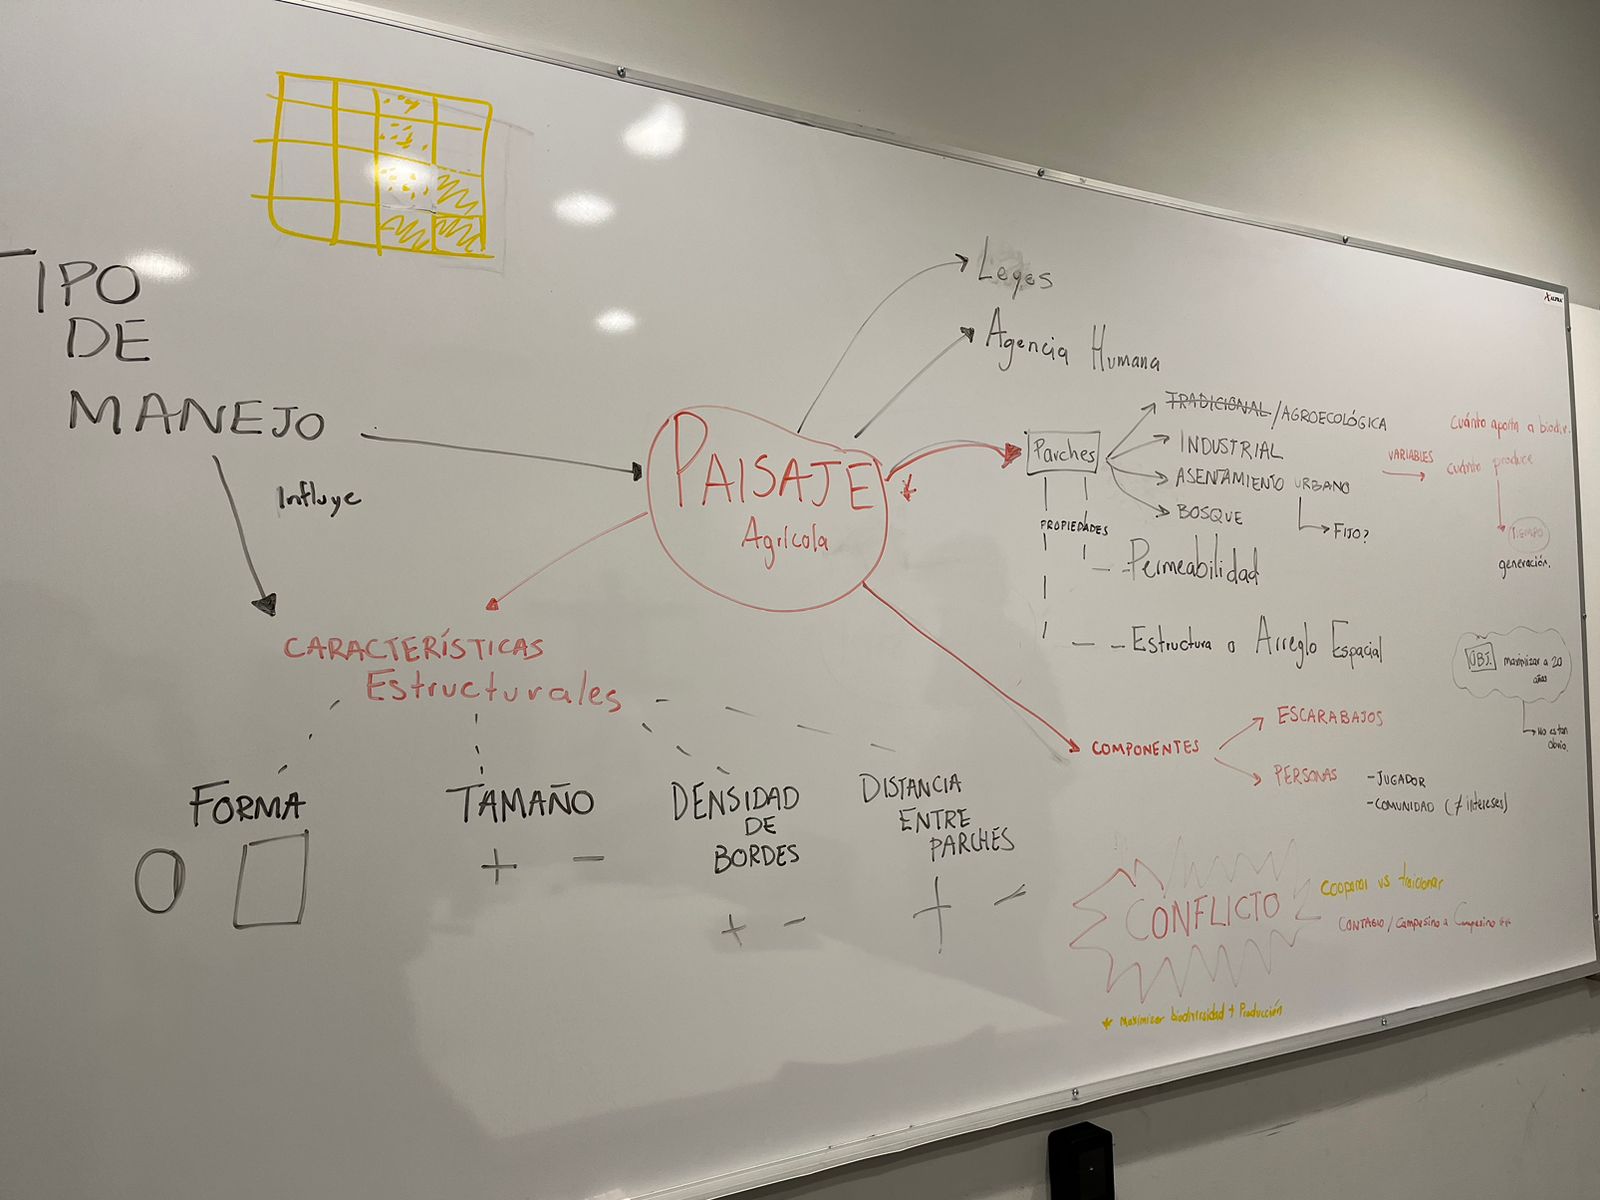 TIPO
DE
MANEJO
Influye
PAISAJE
Agrícola
Leyes
Agencia Humana
Parches
TRADICIONAL/AGROECOLÓGICA
INDUSTRIAL
ASENTAMIENTO URBANO
FIJO?
BOSQUE
VARIABLES
Cuánto aporta a biodiv.
cuánto produce
TIEMPO
generación.
PROPIEDADES
Permeabilidad
Estructura o Arreglo Espacial
OBJ. maximizar a 20
años
No es tan
obvio.
CARACTERÍSTICAS
Estructurales
FORMA
TAMAÑO
+ -
DENSIDAD
DE
BORDES
+ -
DISTANCIA
ENTRE
PARCHES
+ -
COMPONENTES
ESCARABAJOS
PERSONAS
-JUGADOR
-COMUNIDAD (≠ intereses)
CONFLICTO
Cooperar vs traicionar
CONTAGIO/Campesino a Campesino **
* Maximizar biodiversidad + Producción